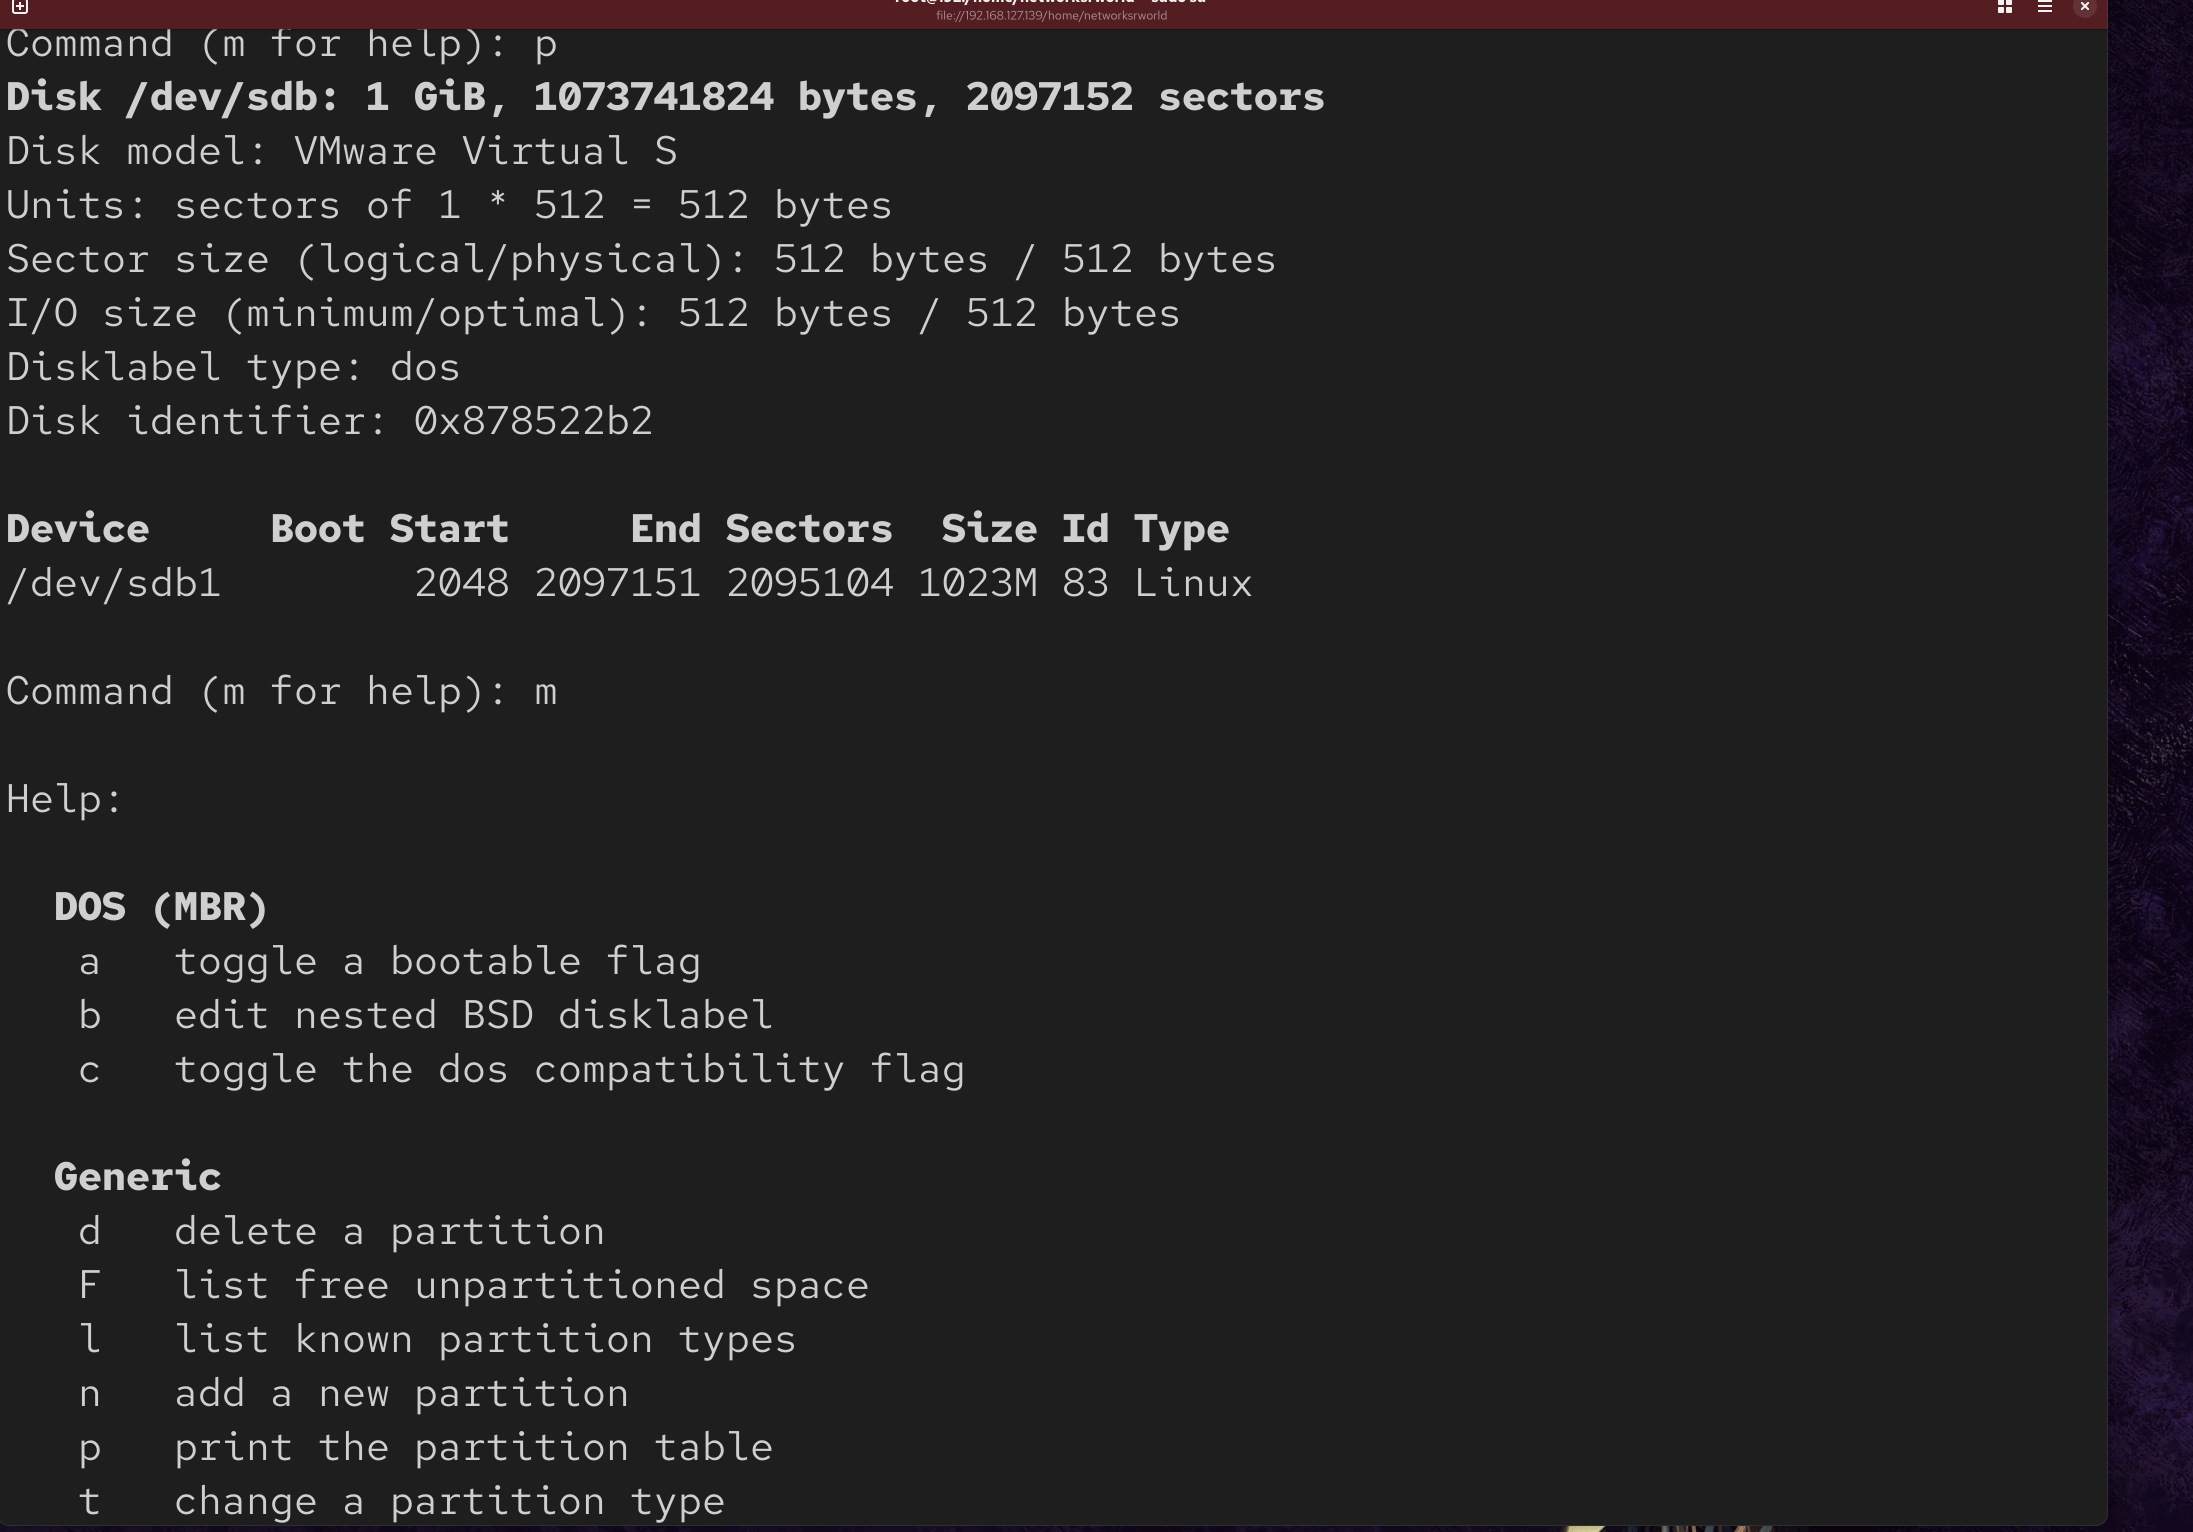 file://192.168.127.139/home/networksrworld
Command (m for help): p
Disk /dev/sdb: 1 GiB, 1073741824 bytes, 2097152 sectors
Disk model: VMware Virtual S
Units: sectors of 1 * 512 = 512 bytes
Sector size (logical/physical): 512 bytes / 512 bytes
I/O size (minimum/optimal): 512 bytes / 512 bytes
Disklabel type: dos
Disk identifier: 0x878522b2
Device Boot Start End Sectors Size Id Type
/dev/sdb1 2048 2097151 2095104 1023M 83 Linux
Command (m for help): m
Help:
DOS (MBR)
a toggle a bootable flag
b edit nested BSD disklabel
c toggle the dos compatibility flag
Generic
d delete a partition
F list free unpartitioned space
l list known partition types
n add a new partition
p print the partition table
t change a partition type